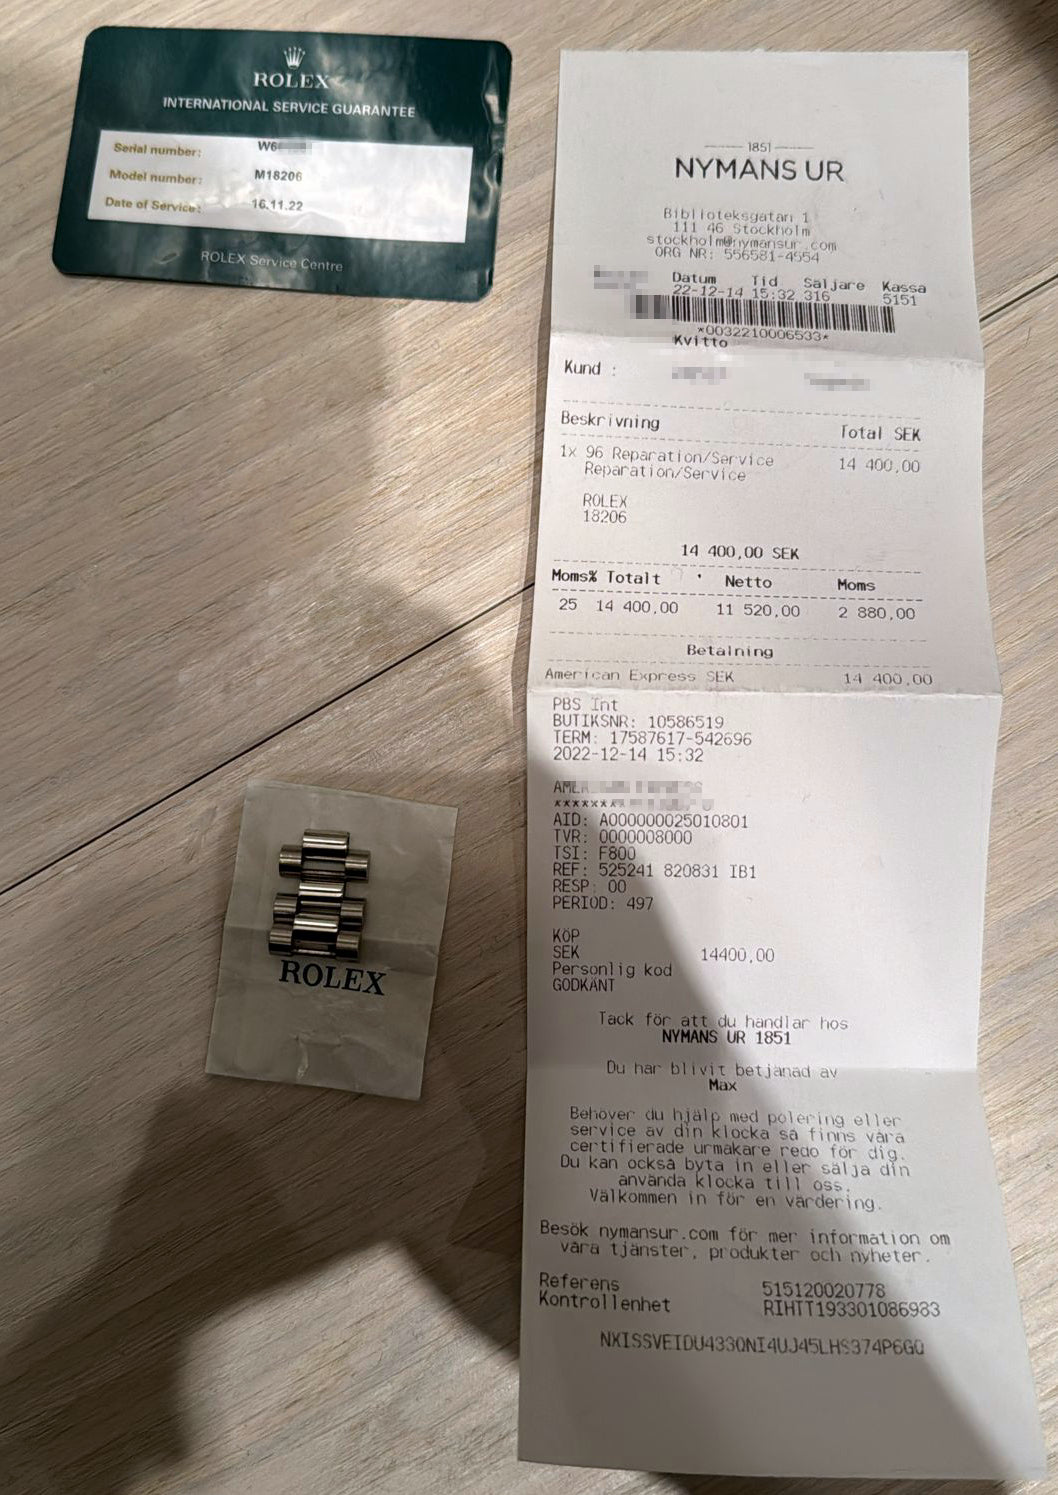 ROLEX
INTERNATIONAL SERVICE GUARANTEE
Serial number: W6
Model number: M18206
Date of Service: 16.11.22
ROLEX Service Centre
ROLEX
1851
NYMANS UR
Biblioteksgatan 1
111 46 Stockholm
stockholm@nymansur.com
ORG NR: 556581-4554
Datum Tid Säljare Kassa
22-12-14 15:32 316 5151
*0032210006533*
Kvitto
Kund :
Beskrivning Total SEK
1x 96 Reparation/Service 14 400,00
Reparation/Service
ROLEX
18206
14 400,00 SEK
Moms% Totalt Netto Moms
25 14 400,00 11 520,00 2 880,00
Betalning
American Express SEK 14 400,00
PBS Int
BUTIKSNR: 10586519
TERM: 17587617-542696
2022-12-14 15:32
AID: A000000025010801
TVR: 0000008000
TSI: F800
REF: 525241 820831 IB1
RESP: 00
PERIOD: 497
KÖP
SEK 14400,00
Personlig kod
GODKÄNT
Tack för att du handlar hos
NYMANS UR 1851
Du har blivit betjänad av
Max
Behöver du hjälp med polering eller
service av din klocka så finns våra
certifierade urmakare redo för dig.
Du kan också byta in eller sälja din
använda klocka till oss.
Välkommen in för en värdering.
Besök nymansur.com för mer information om
våra tjänster, produkter och nyheter.
Referens 515120020778
Kontrollenhet RIHTT193301086983
NXISSVEIDU433QNI4UJ45LHS374P6GQ